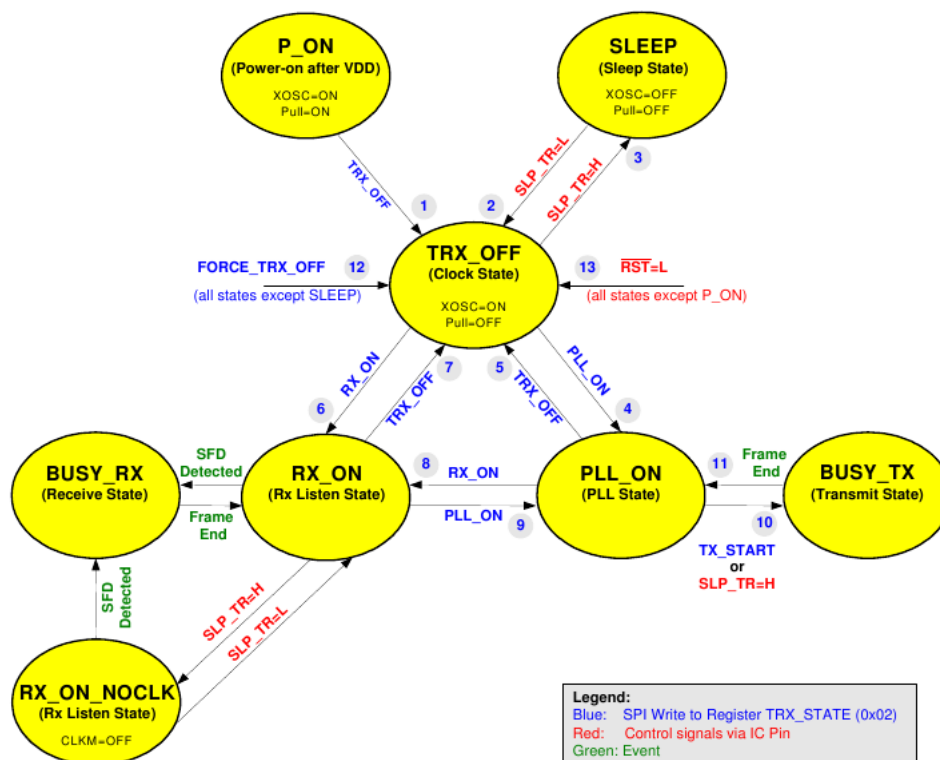 P_ON
(Power-on after VDD)
XOSC=ON
Pull=ON
SLEEP
(Sleep State)
XOSC=OFF
Pull=OFF
TRX_OFF
1
2
SLP_TR=L
SLP_TR=H
3
TRX_OFF
(Clock State)
XOSC=ON
Pull=OFF
FORCE_TRX_OFF
12
(all states except SLEEP)
13
RST=L
(all states except P_ON)
RX_ON
6
7
TRX_OFF
5
TRX_OFF
PLL_ON
4
BUSY_RX
(Receive State)
SFD
Detected
Frame
End
RX_ON
(Rx Listen State)
8
RX_ON
PLL_ON
9
PLL_ON
(PLL State)
11
Frame
End
10
TX_START
or
SLP_TR=H
BUSY_TX
(Transmit State)
SFD
Detected
SLP_TR=H
SLP_TR=L
RX_ON_NOCLK
(Rx Listen State)
CLKM=OFF
Legend:
Blue: SPI Write to Register TRX_STATE (0x02)
Red: Control signals via IC Pin
Green: Event